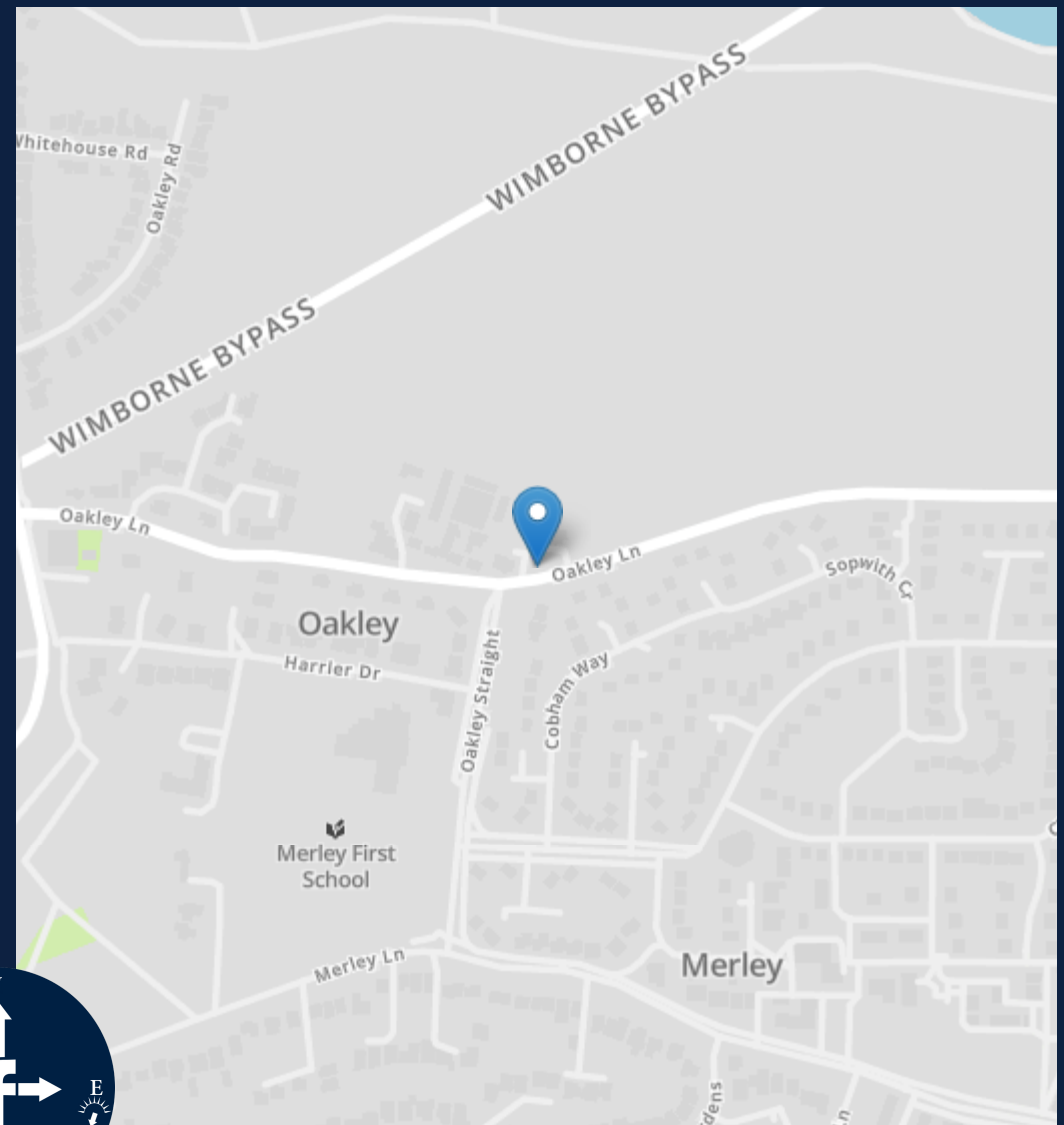 WIMBORNE BYPASS
Whitehouse Rd
Oakley Rd
WIMBORNE BYPASS
Oakley Ln
Oakley Ln
Sopwith Cr
Oakley
Harrier Dr
Oakley Straight
Cobham Way
Merley First
School
Merley Ln
Merley
E